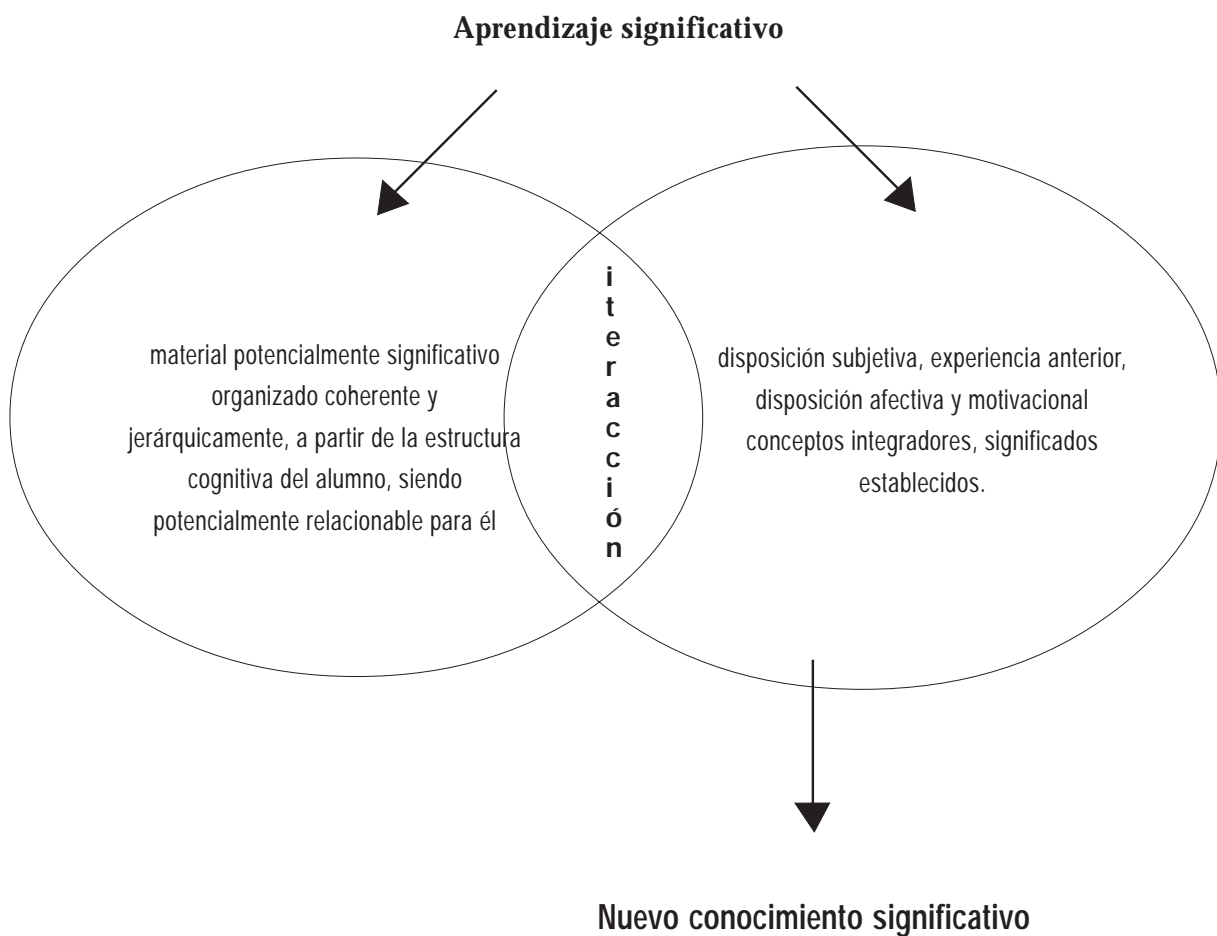 Aprendizaje significativo
material potencialmente significativo
organizado coherente y
jerárquicamente, a partir de la estructura
cognitiva del alumno, siendo
potencialmente relacionable para él
iteracción
disposición subjetiva, experiencia anterior,
disposición afectiva y motivacional
conceptos integradores, significados
establecidos.
Nuevo conocimiento significativo